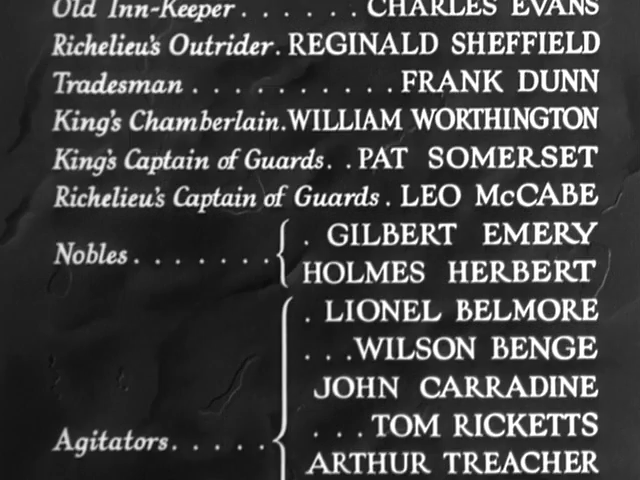 Old Inn-Keeper . . . . . . CHARLES EVANS
Richelieu's Outrider . REGINALD SHEFFIELD
Tradesman . . . . . . . . . . FRANK DUNN
King's Chamberlain . WILLIAM WORTHINGTON
King's Captain of Guards . . PAT SOMERSET
Richelieu's Captain of Guards . LEO McCABE
. GILBERT EMERY
Nobles . . . . . . .
HOLMES HERBERT
. LIONEL BELMORE
. . . WILSON BENGE
JOHN CARRADINE
. . . TOM RICKETTS
Agitators . . . . .
ARTHUR TREACHER